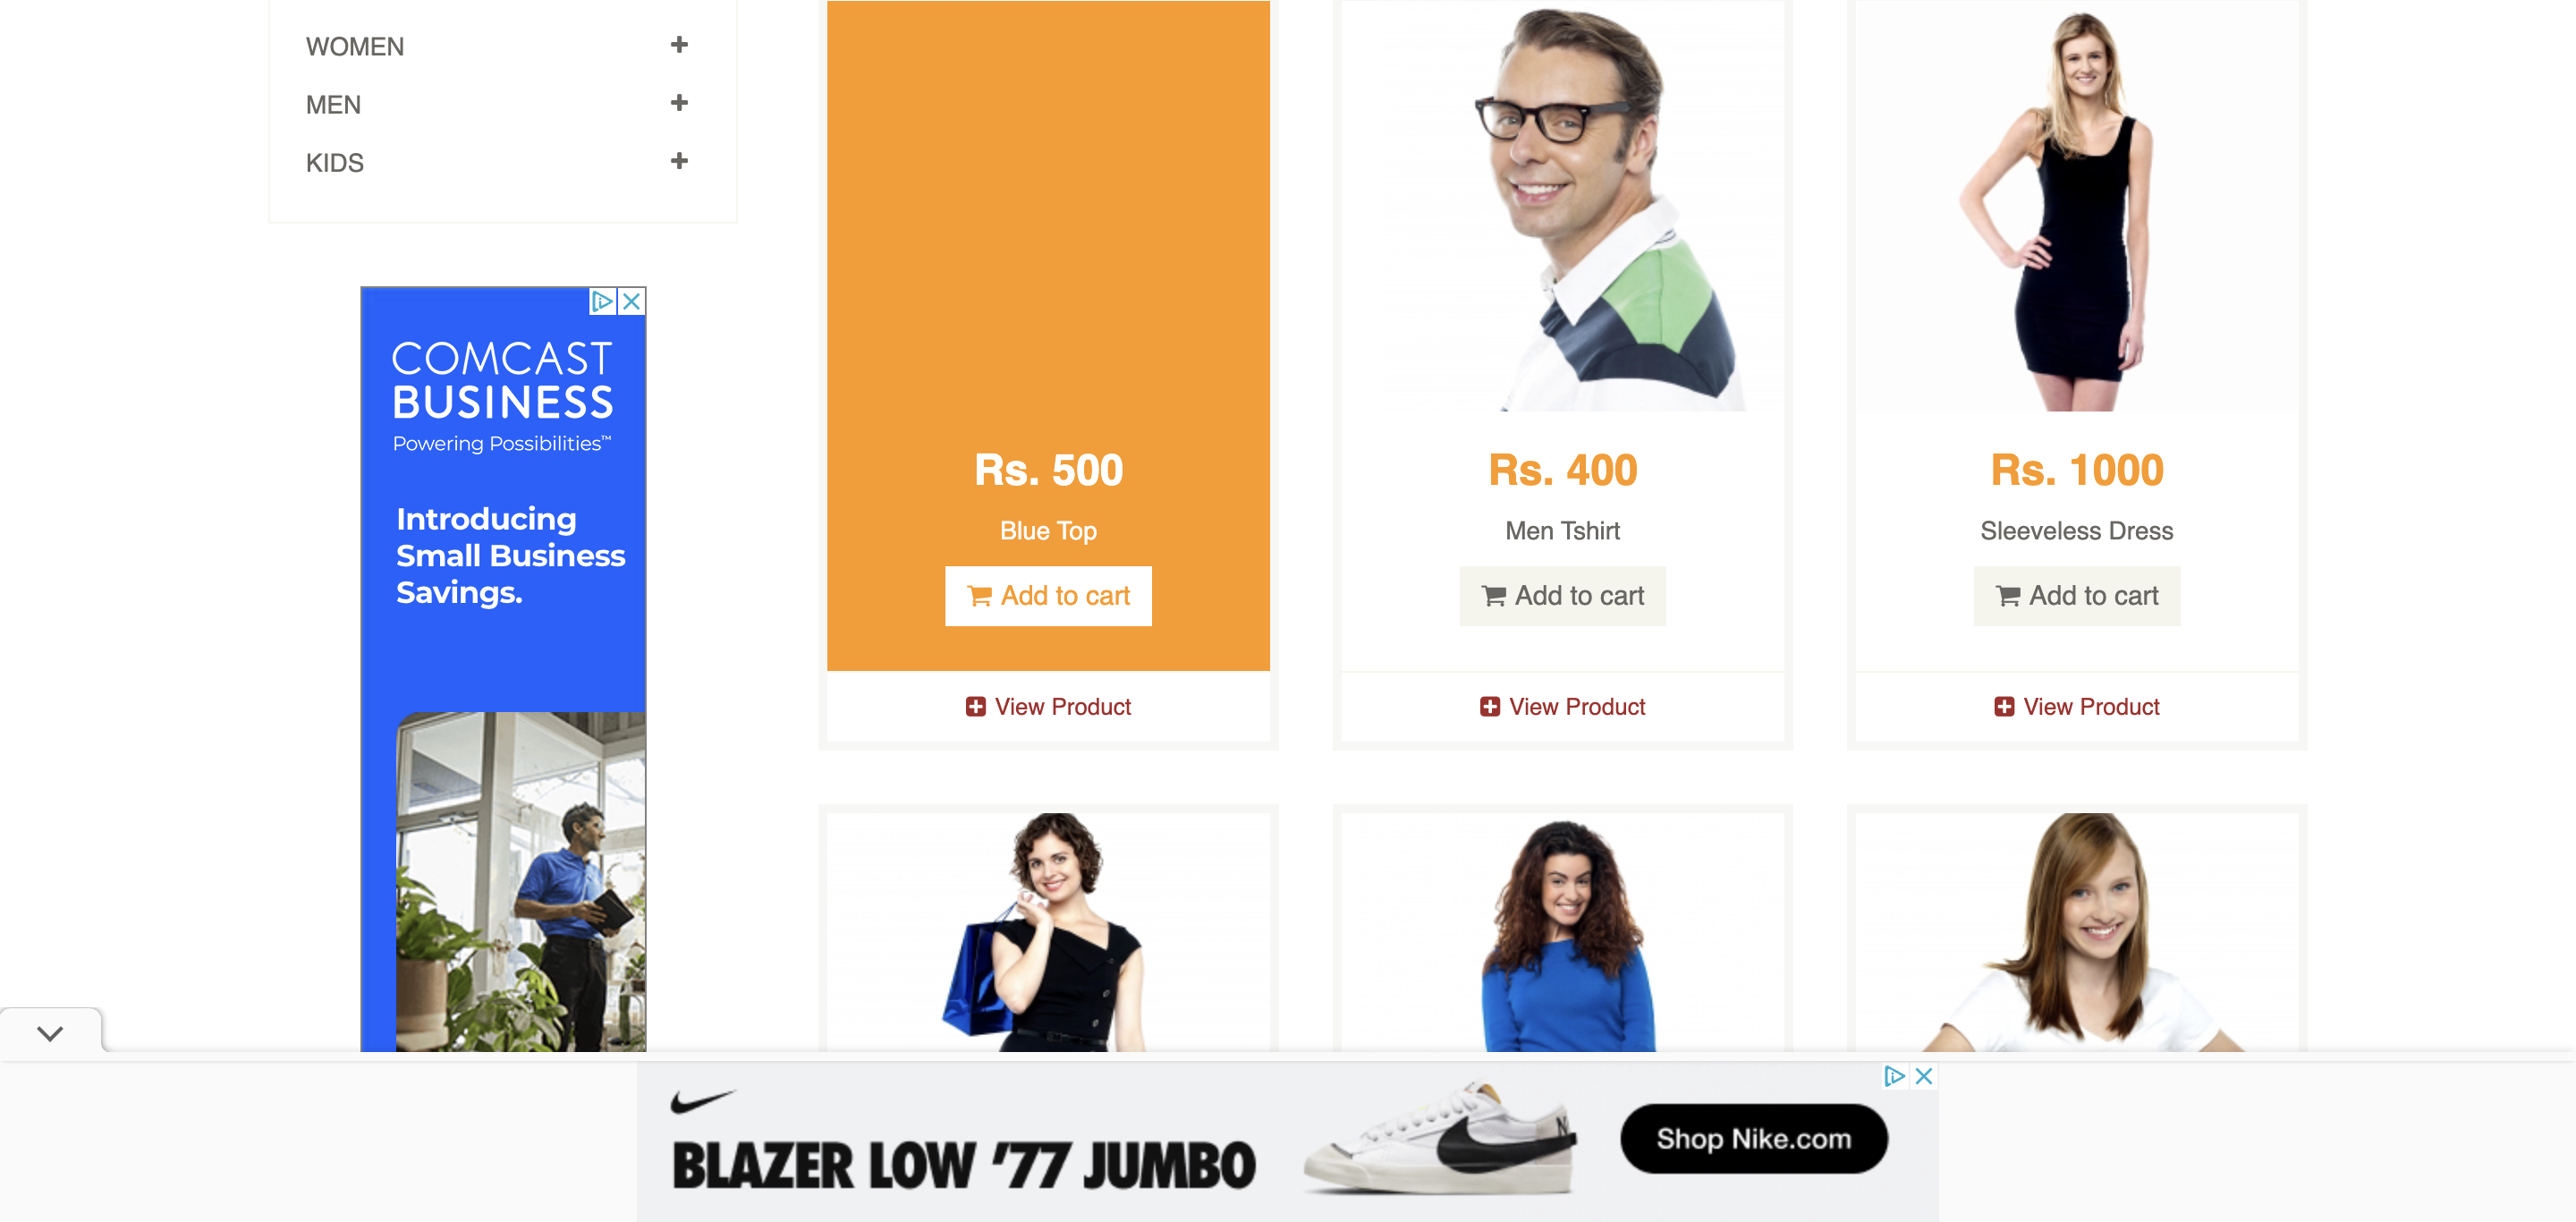 WOMEN
MEN
KIDS
COMCAST
BUSINESS
Powering Possibilities™
Introducing
Small Business
Savings.
Rs. 500
Blue Top
Add to cart
View Product
Rs. 400
Men Tshirt
Add to cart
View Product
Rs. 1000
Sleeveless Dress
Add to cart
View Product
BLAZER LOW '77 JUMBO
Shop Nike.com